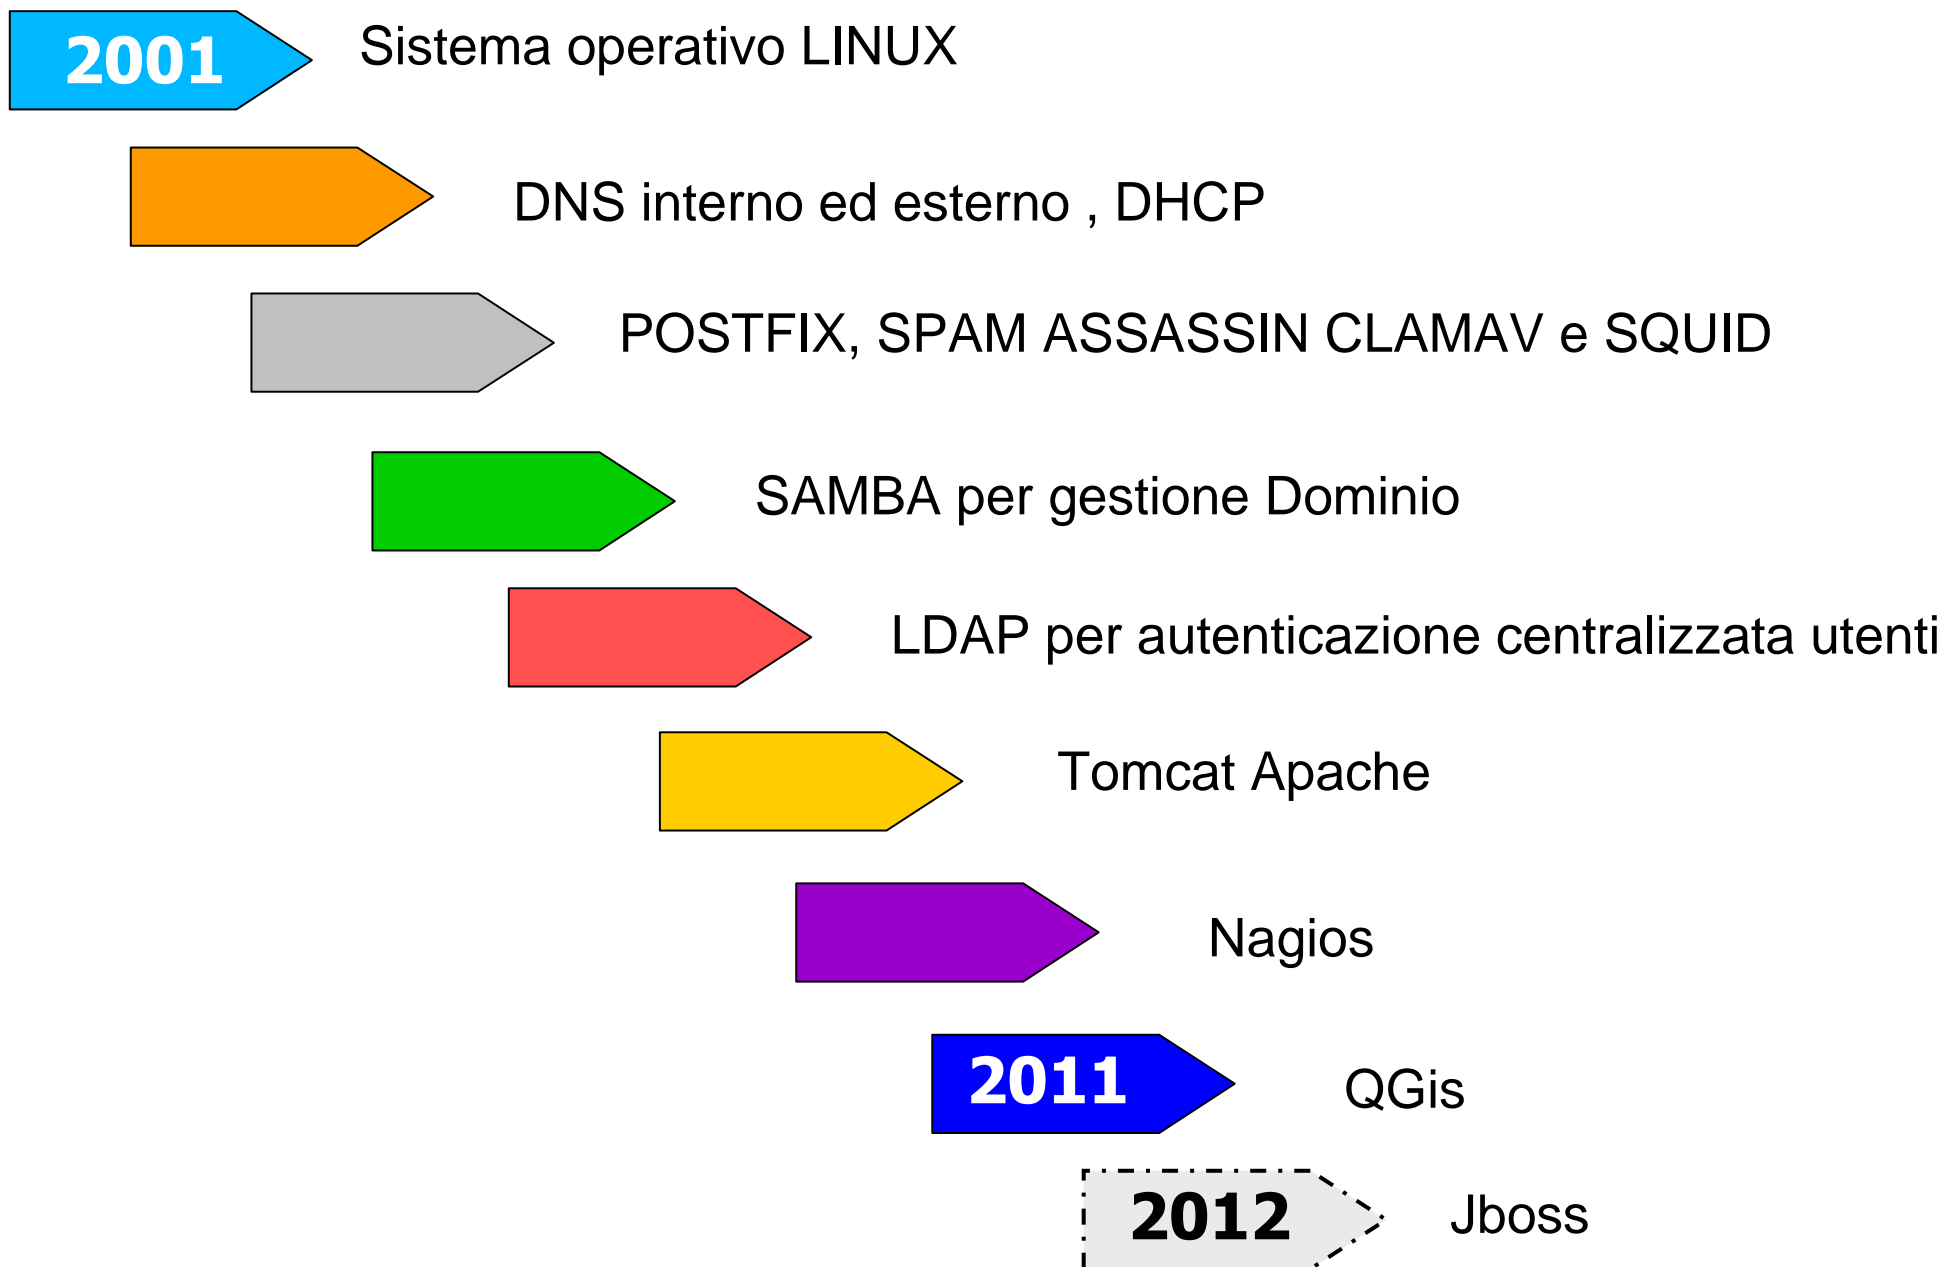 2001 Sistema operativo LINUX
DNS interno ed esterno , DHCP
POSTFIX, SPAM ASSASSIN CLAMAV e SQUID
SAMBA per gestione Dominio
LDAP per autenticazione centralizzata utenti
Tomcat Apache
Nagios
2011 QGis
2012 Jboss